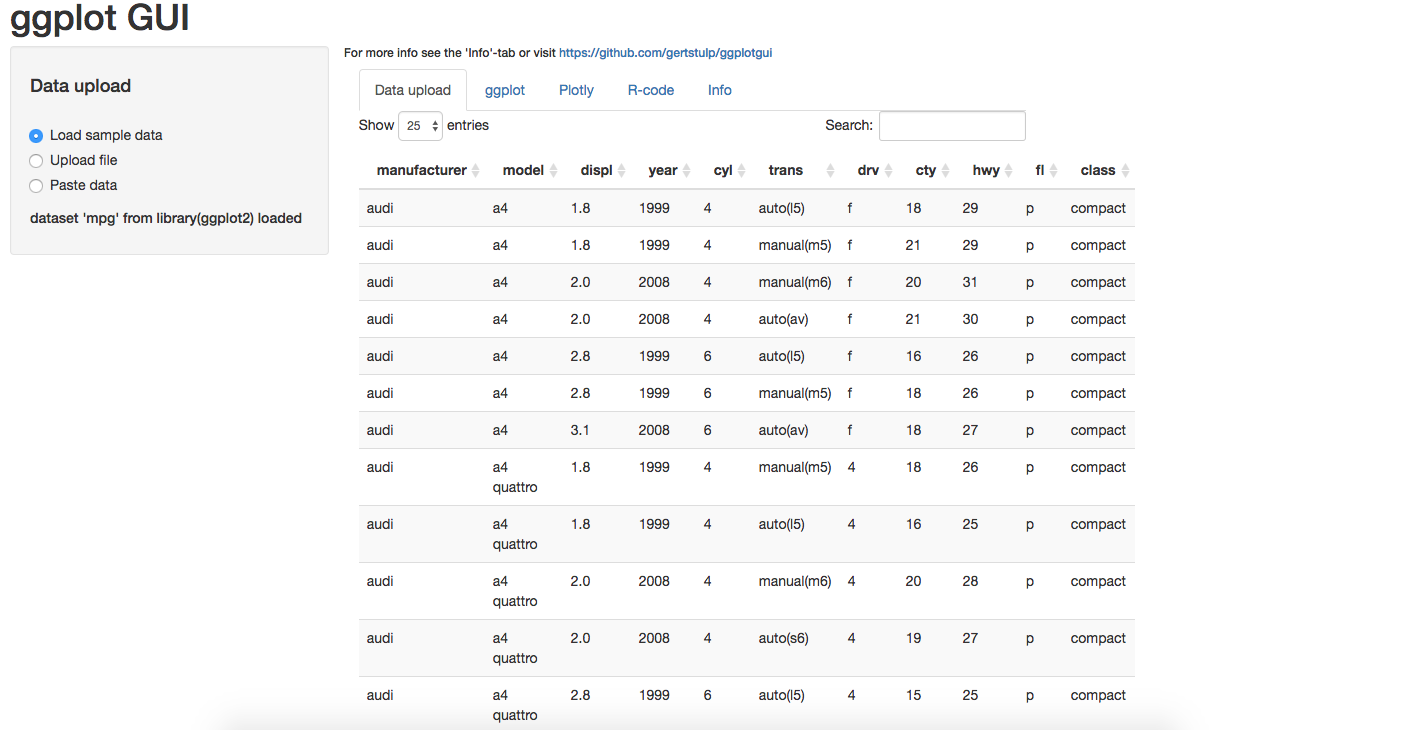 ggplot GUI
Data upload
Load sample data
Upload file
Paste data
dataset 'mpg' from library(ggplot2) loaded
For more info see the 'Info'-tab or visit https://github.com/gertstulp/ggplotgui
Data upload ggplot Plotly R-code Info
Show 25 entries Search:
manufacturer model displ year cyl trans drv cty hwy fl class
audi a4 1.8 1999 4 auto(l5) f 18 29 p compact
audi a4 1.8 1999 4 manual(m5) f 21 29 p compact
audi a4 2.0 2008 4 manual(m6) f 20 31 p compact
audi a4 2.0 2008 4 auto(av) f 21 30 p compact
audi a4 2.8 1999 6 auto(l5) f 16 26 p compact
audi a4 2.8 1999 6 manual(m5) f 18 26 p compact
audi a4 3.1 2008 6 auto(av) f 18 27 p compact
audi a4 1.8 1999 4 manual(m5) 4 18 26 p compact
quattro
audi a4 1.8 1999 4 auto(l5) 4 16 25 p compact
quattro
audi a4 2.0 2008 4 manual(m6) 4 20 28 p compact
quattro
audi a4 2.0 2008 4 auto(s6) 4 19 27 p compact
quattro
audi a4 2.8 1999 6 auto(l5) 4 15 25 p compact
quattro